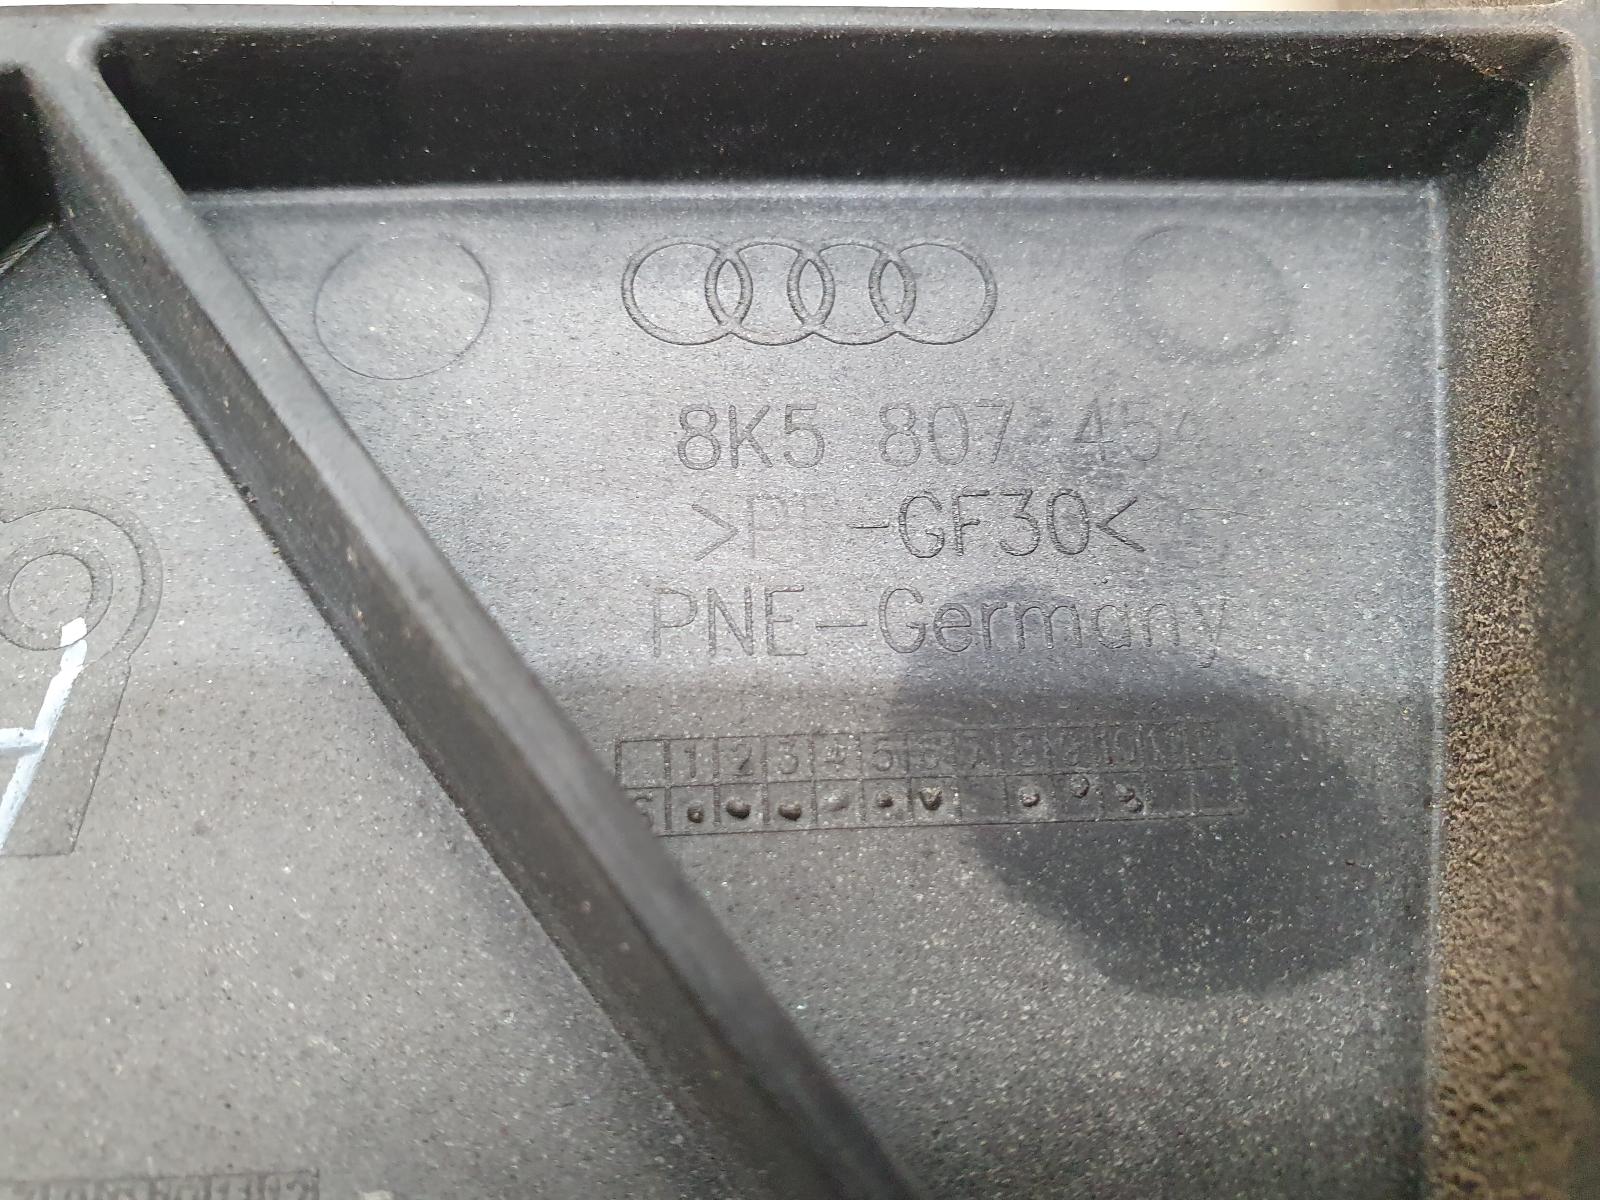 8K5 807 454
>PP-GF30<
PNE-Germany
1 2 3 4 5 6 7 8 9 10 11 12